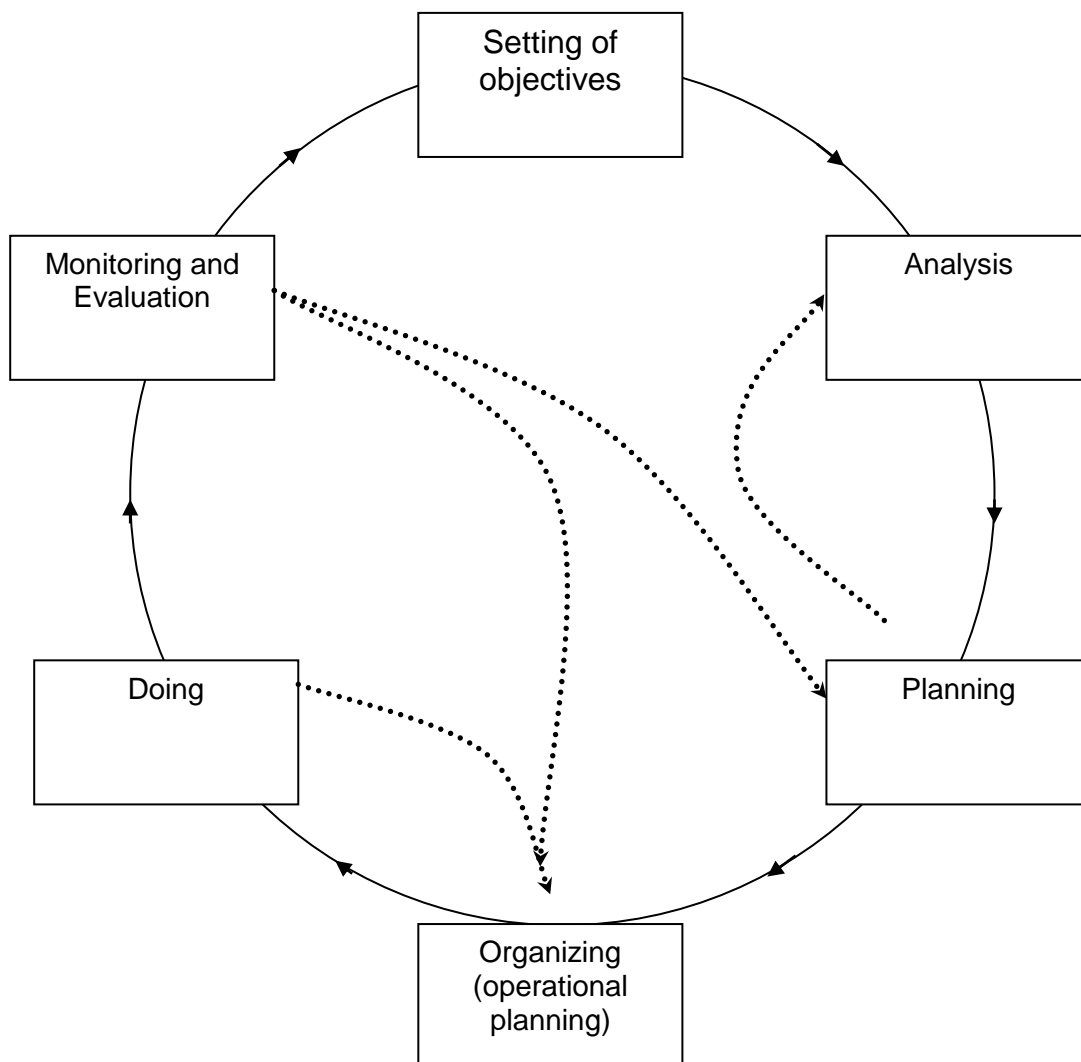 Setting of
objectives
Monitoring and
Evaluation
Analysis
Doing
Planning
Organizing
(operational
planning)